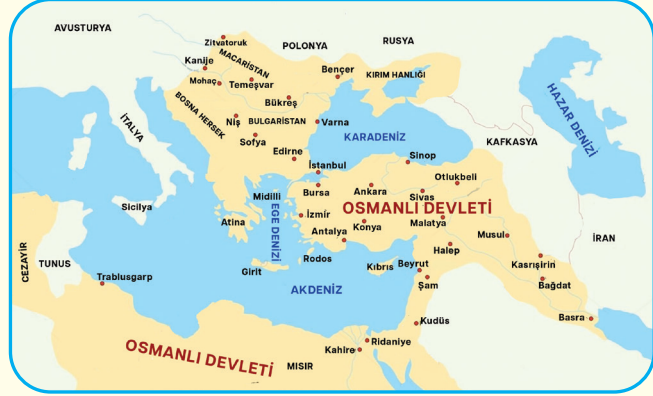 AVUSTURYA
Zitvatoruk
POLONYA
RUSYA
Kanije
MACARİSTAN
Bençer
KIRIM HANLIĞI
Mohaç
Temeşvar
HAZAR DENİZİ
BOSNA HERSEK
Bükreş
İTALYA
Niş
BULGARİSTAN
Varna
KARADENİZ
Sofya
KAFKASYA
Edirne
Sinop
İstanbul
Otlukbeli
Bursa
Ankara
Sivas
Midilli
Sicilya
OSMANLI DEVLETİ
EGE DENİZİ
İzmir
Atina
Konya
Malatya
Antalya
Musul
İRAN
Halep
CEZAYİR
TUNUS
Rodos
Girit
Kıbrıs
Beyrut
Kasrışirin
Trablusgarp
Şam
Bağdat
AKDENİZ
Basra
Kudüs
OSMANLI DEVLETİ
Ridaniye
Kahire
MISIR